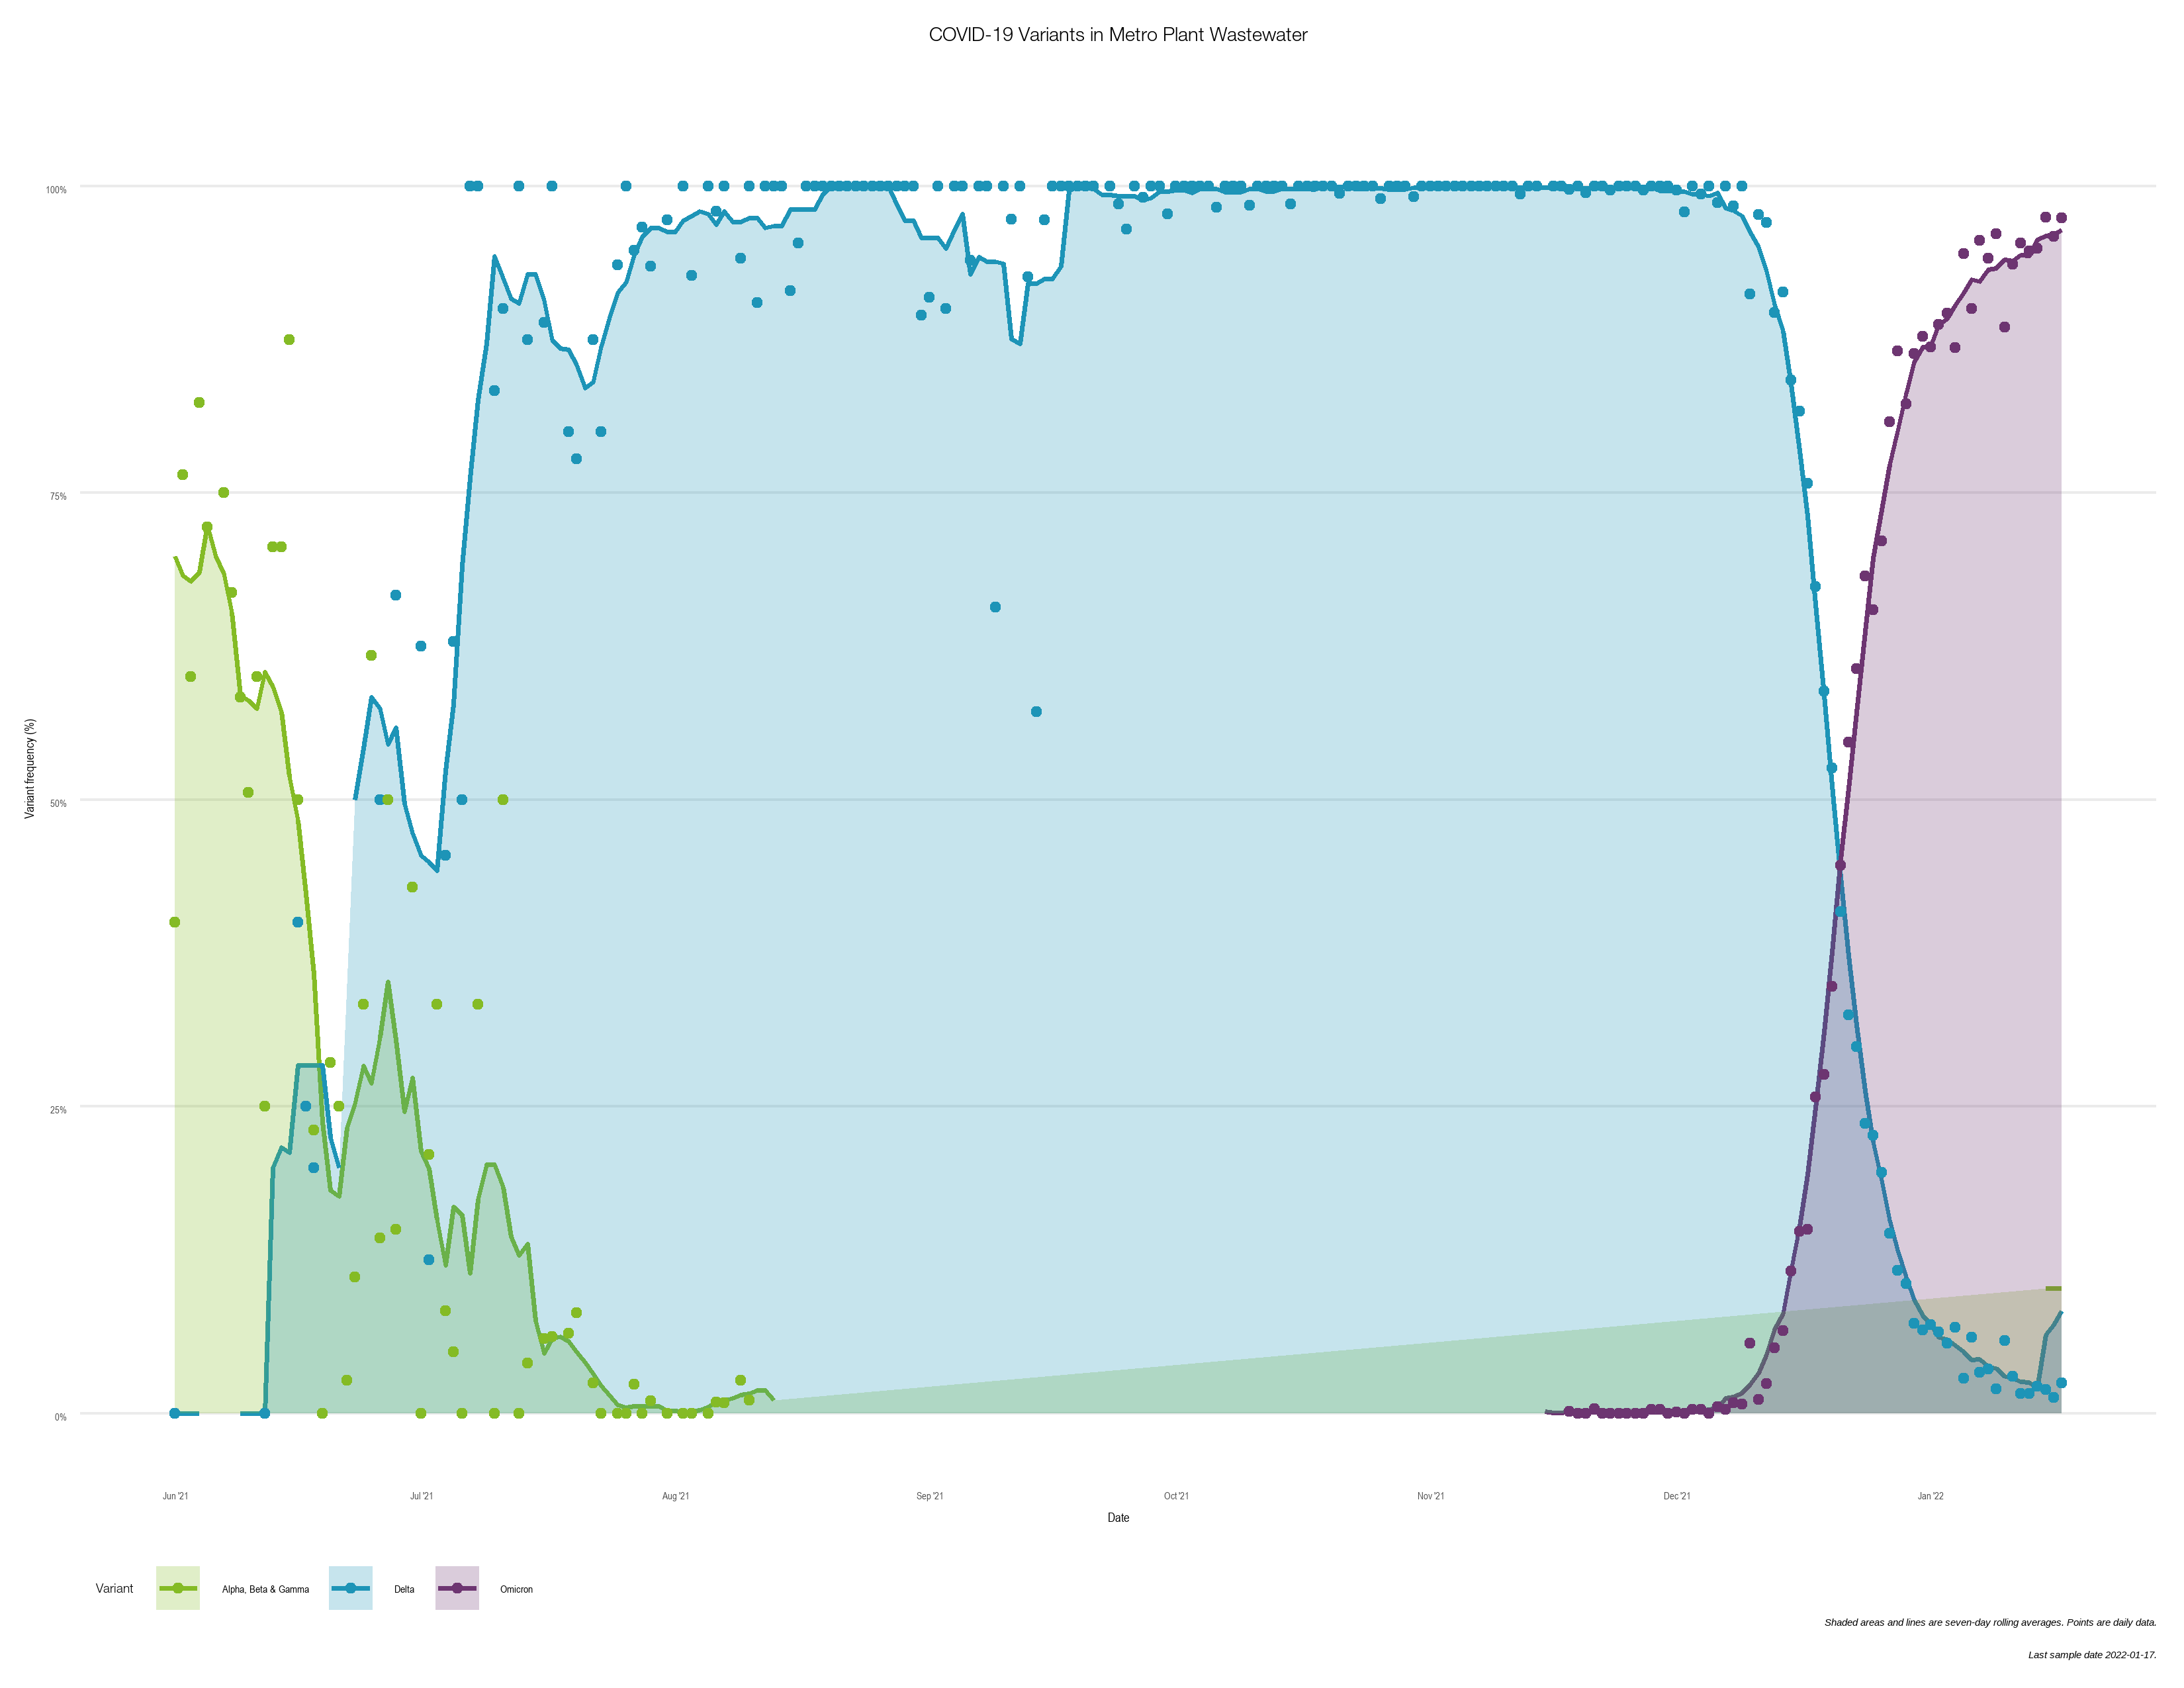 COVID-19 Variants in Metro Plant Wastewater
Variant frequency (%)
100%
75%
50%
25%
0%
Jun '21 Jul '21 Aug '21 Sep '21 Oct '21 Nov '21 Dec '21 Jan '22
Date
Variant Alpha, Beta & Gamma Delta Omicron
Shaded areas and lines are seven-day rolling averages. Points are daily data.
Last sample date 2022-01-17.